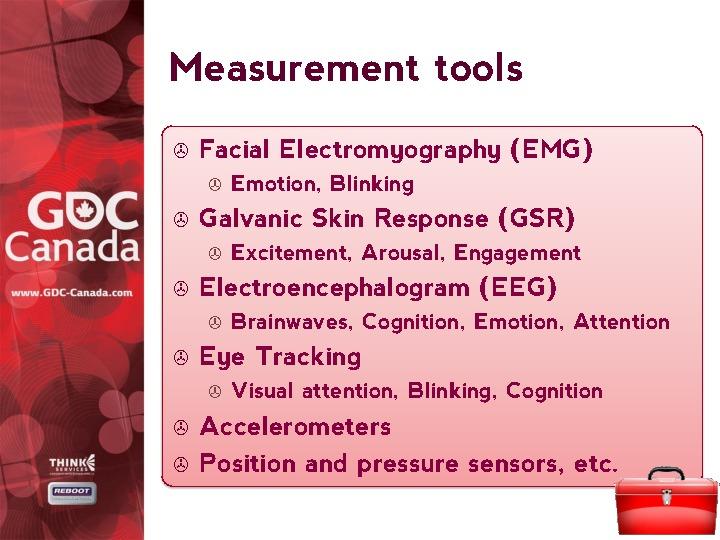 Measurement tools
Facial Electromyography (EMG)
Emotion, Blinking
Galvanic Skin Response (GSR)
Excitement, Arousal, Engagement
Electroencephalogram (EEG)
Brainwaves, Cognition, Emotion, Attention
Eye Tracking
Visual attention, Blinking, Cognition
Accelerometers
Position and pressure sensors, etc.
GDC
Canada
www.GDC-Canada.com
THINK
SERVICES
REBOOT